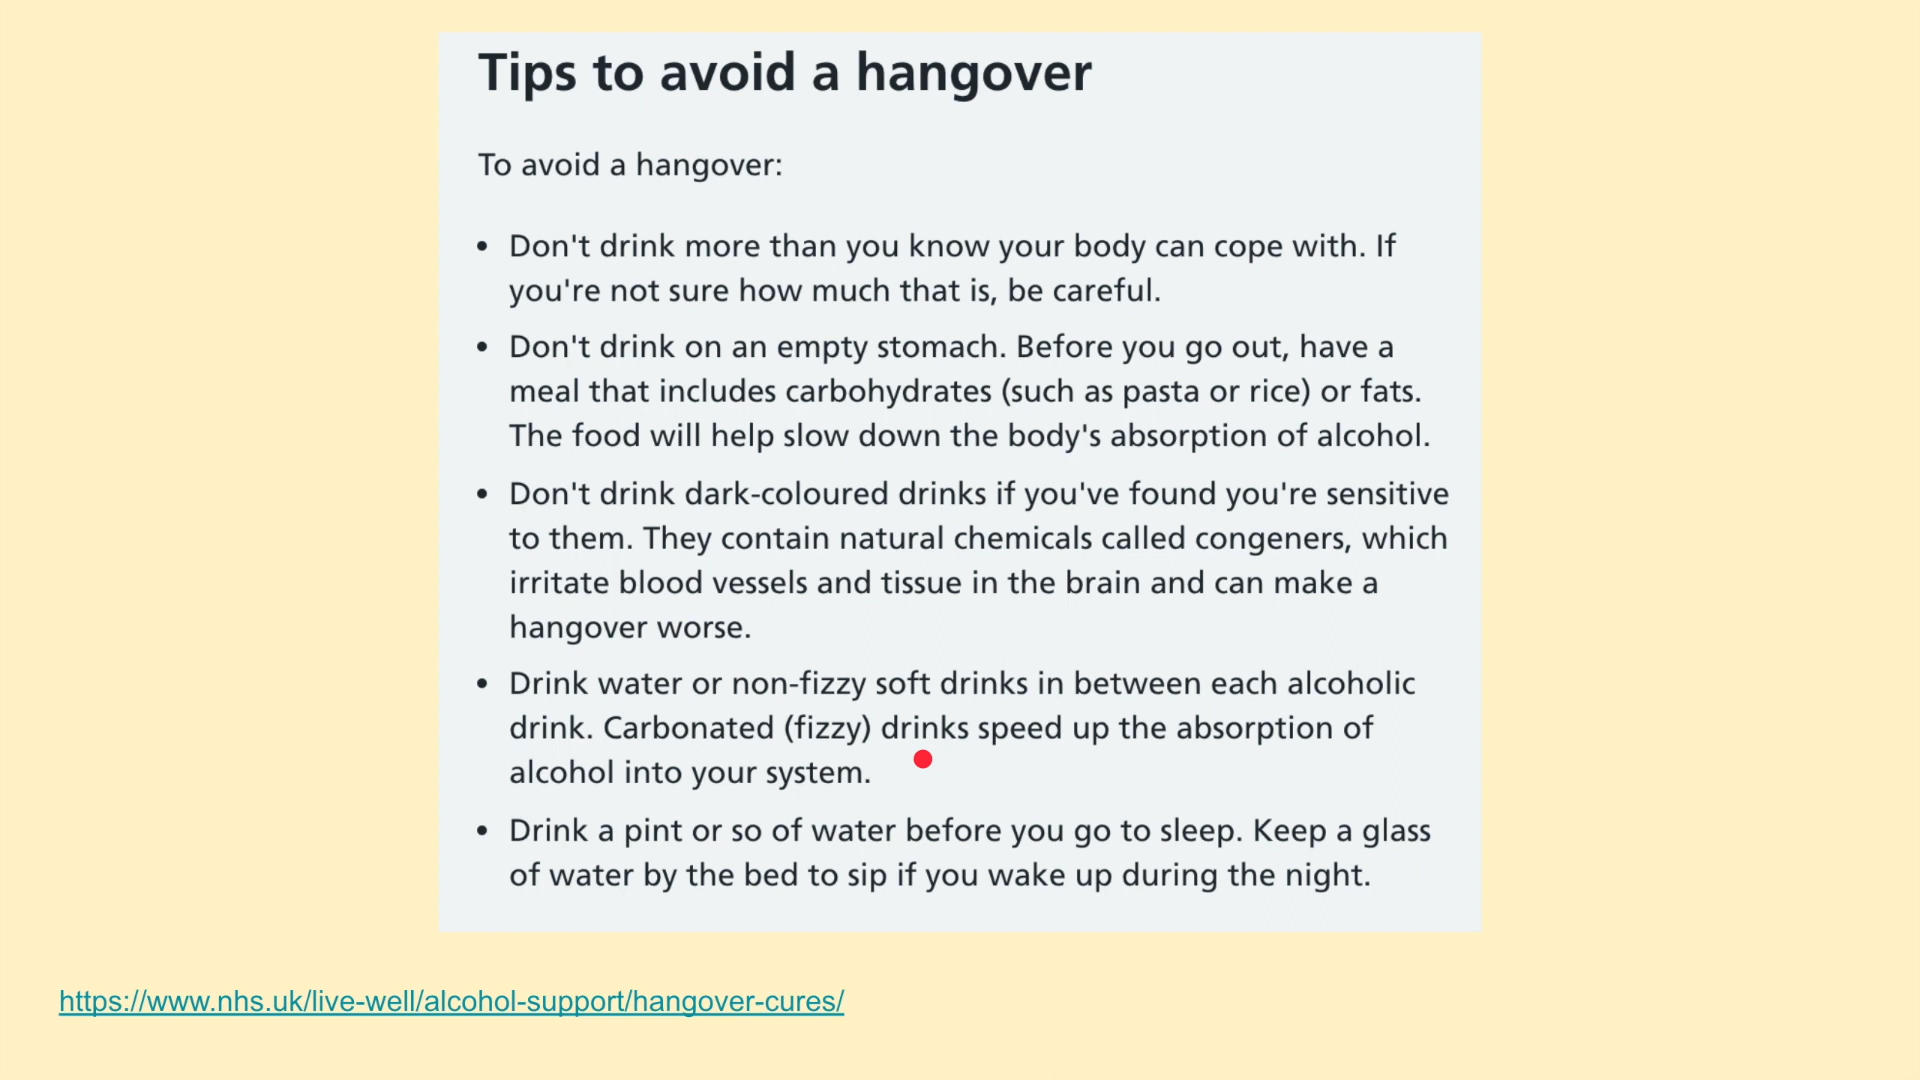 Tips to avoid a hangover
To avoid a hangover:
• Don't drink more than you know your body can cope with. If
you're not sure how much that is, be careful.
• Don't drink on an empty stomach. Before you go out, have a
meal that includes carbohydrates (such as pasta or rice) or fats.
The food will help slow down the body's absorption of alcohol.
• Don't drink dark-coloured drinks if you've found you're sensitive
to them. They contain natural chemicals called congeners, which
irritate blood vessels and tissue in the brain and can make a
hangover worse.
• Drink water or non-fizzy soft drinks in between each alcoholic
drink. Carbonated (fizzy) drinks speed up the absorption of
alcohol into your system.
• Drink a pint or so of water before you go to sleep. Keep a glass
of water by the bed to sip if you wake up during the night.
https://www.nhs.uk/live-well/alcohol-support/hangover-cures/